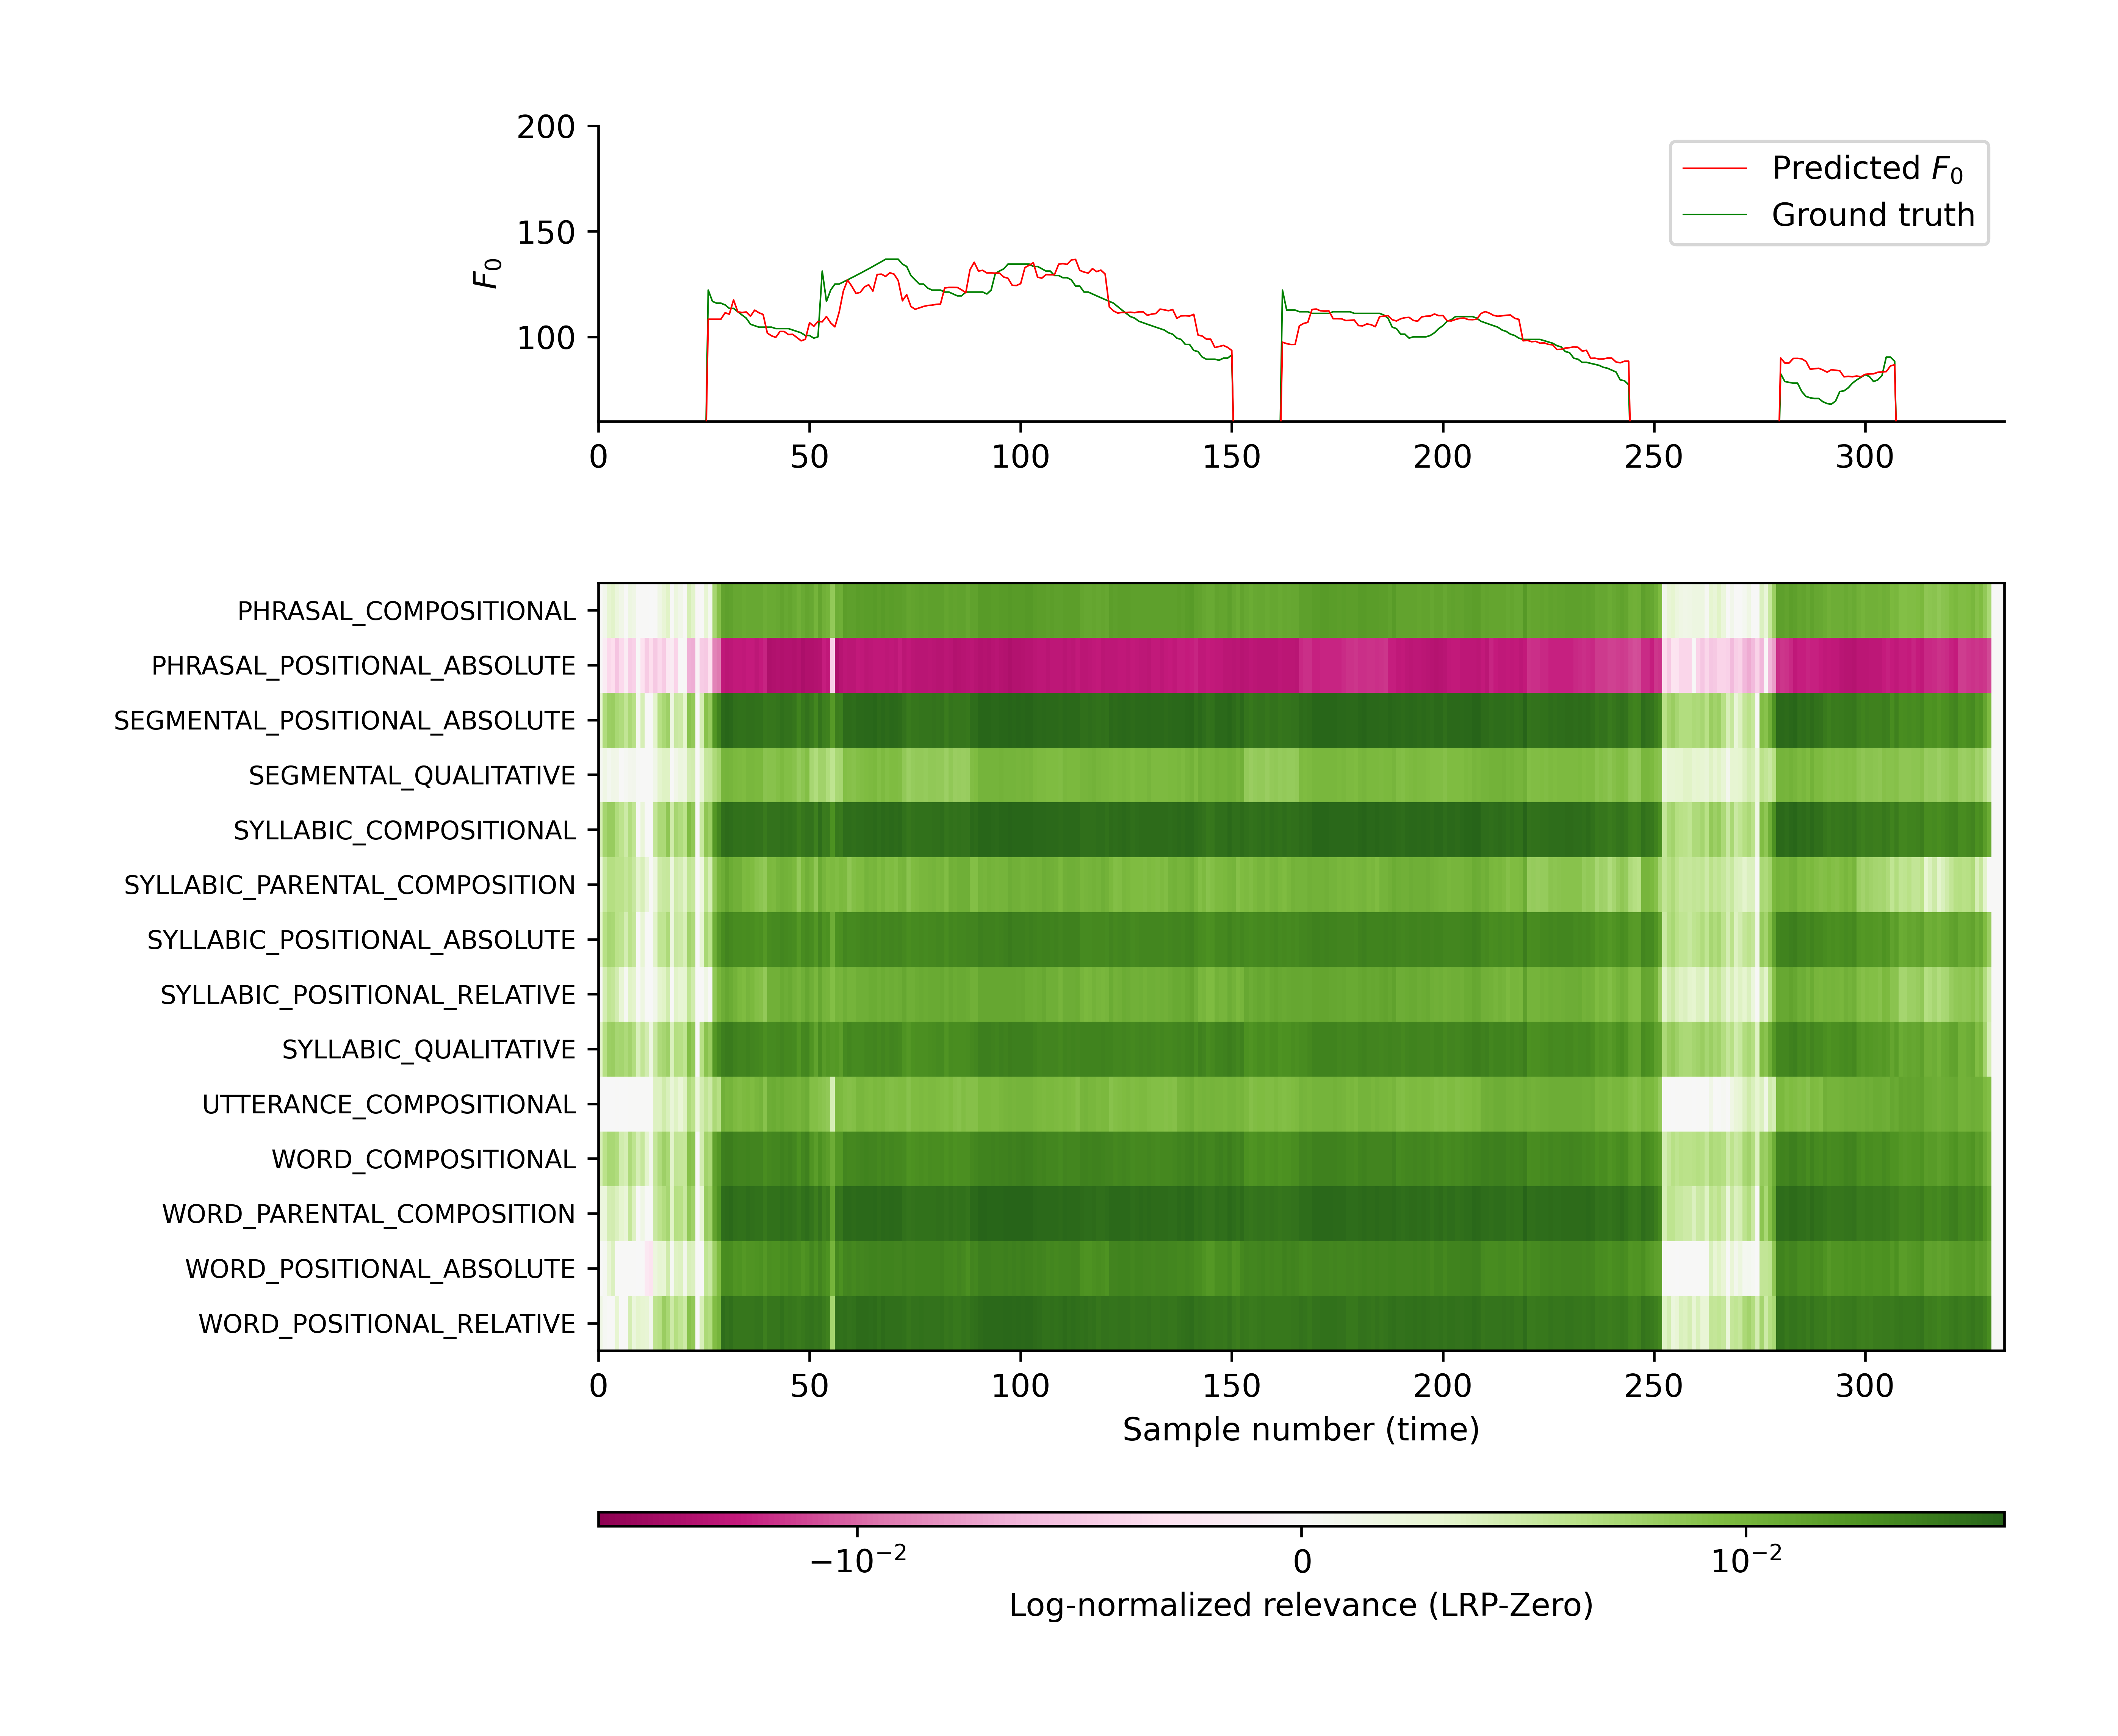 200
150
100
F₀
Predicted F₀
Ground truth
0 50 100 150 200 250 300
PHRASAL_COMPOSITIONAL
PHRASAL_POSITIONAL_ABSOLUTE
SEGMENTAL_POSITIONAL_ABSOLUTE
SEGMENTAL_QUALITATIVE
SYLLABIC_COMPOSITIONAL
SYLLABIC_PARENTAL_COMPOSITION
SYLLABIC_POSITIONAL_ABSOLUTE
SYLLABIC_POSITIONAL_RELATIVE
SYLLABIC_QUALITATIVE
UTTERANCE_COMPOSITIONAL
WORD_COMPOSITIONAL
WORD_PARENTAL_COMPOSITION
WORD_POSITIONAL_ABSOLUTE
WORD_POSITIONAL_RELATIVE
0 50 100 150 200 250 300
Sample number (time)
−10⁻² 0 10⁻²
Log-normalized relevance (LRP-Zero)